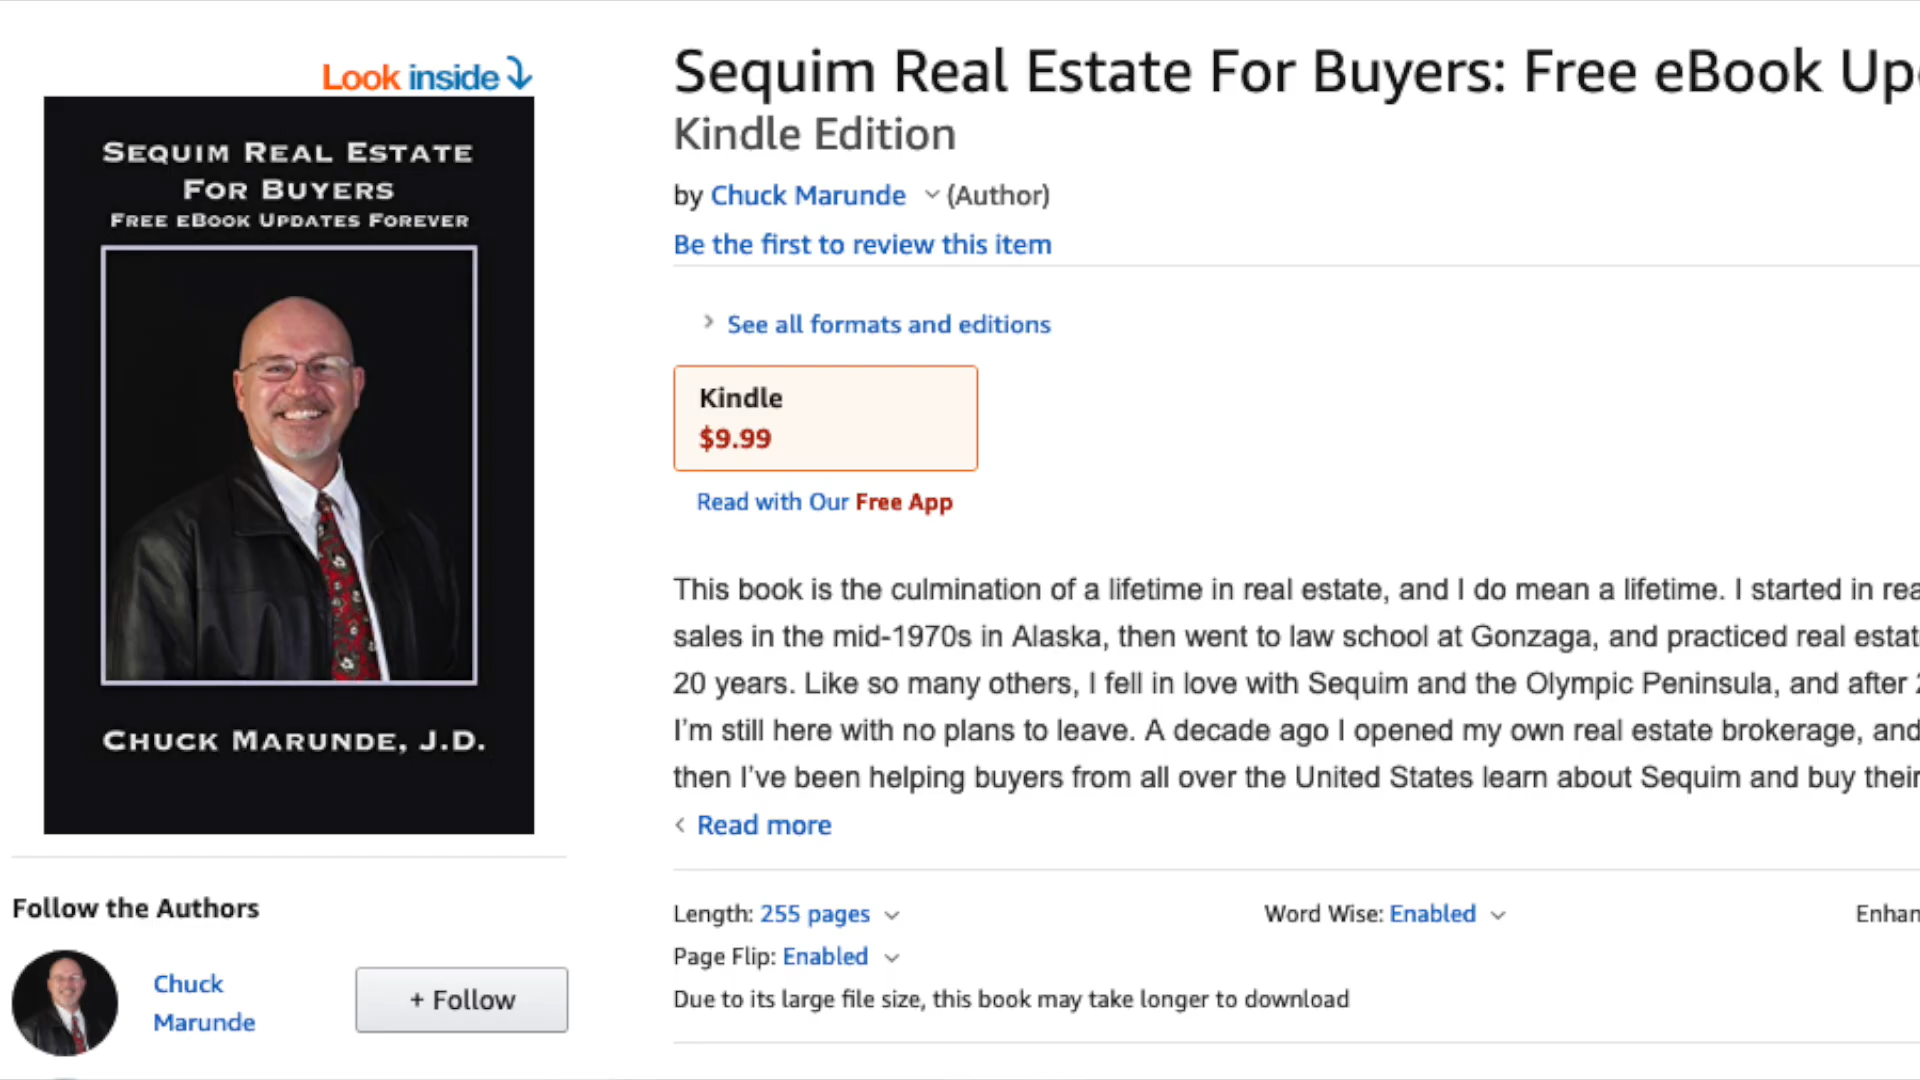 Look inside
SEQUIM REAL ESTATE
FOR BUYERS
FREE EBOOK UPDATES FOREVER
CHUCK MARUNDE, J.D.
Follow the Authors
Chuck
Marunde
+ Follow
Sequim Real Estate For Buyers: Free eBook
Kindle Edition
by Chuck Marunde (Author)
Be the first to review this item
See all formats and editions
Kindle
$9.99
Read with Our Free App
This book is the culmination of a lifetime in real estate, and I do mean a lifetime. I started in
sales in the mid-1970s in Alaska, then went to law school at Gonzaga, and practiced real
20 years. Like so many others, I fell in love with Sequim and the Olympic Peninsula, and after
I'm still here with no plans to leave. A decade ago I opened my own real estate brokerage, and
then I've been helping buyers from all over the United States learn about Sequim and buy their
Read more
Length: 255 pages
Word Wise: Enabled
Page Flip: Enabled
Due to its large file size, this book may take longer to download